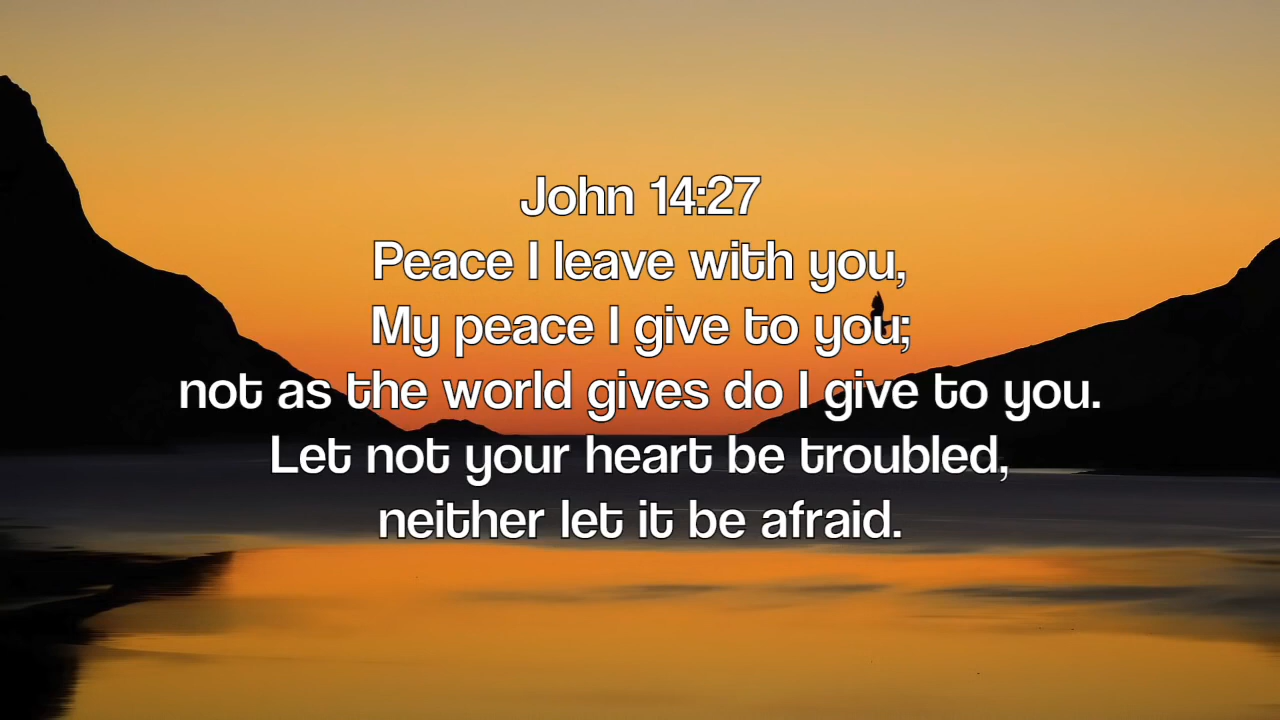 John 14:27
Peace I leave with you,
My peace I give to you;
not as the world gives do I give to you.
Let not your heart be troubled,
neither let it be afraid.